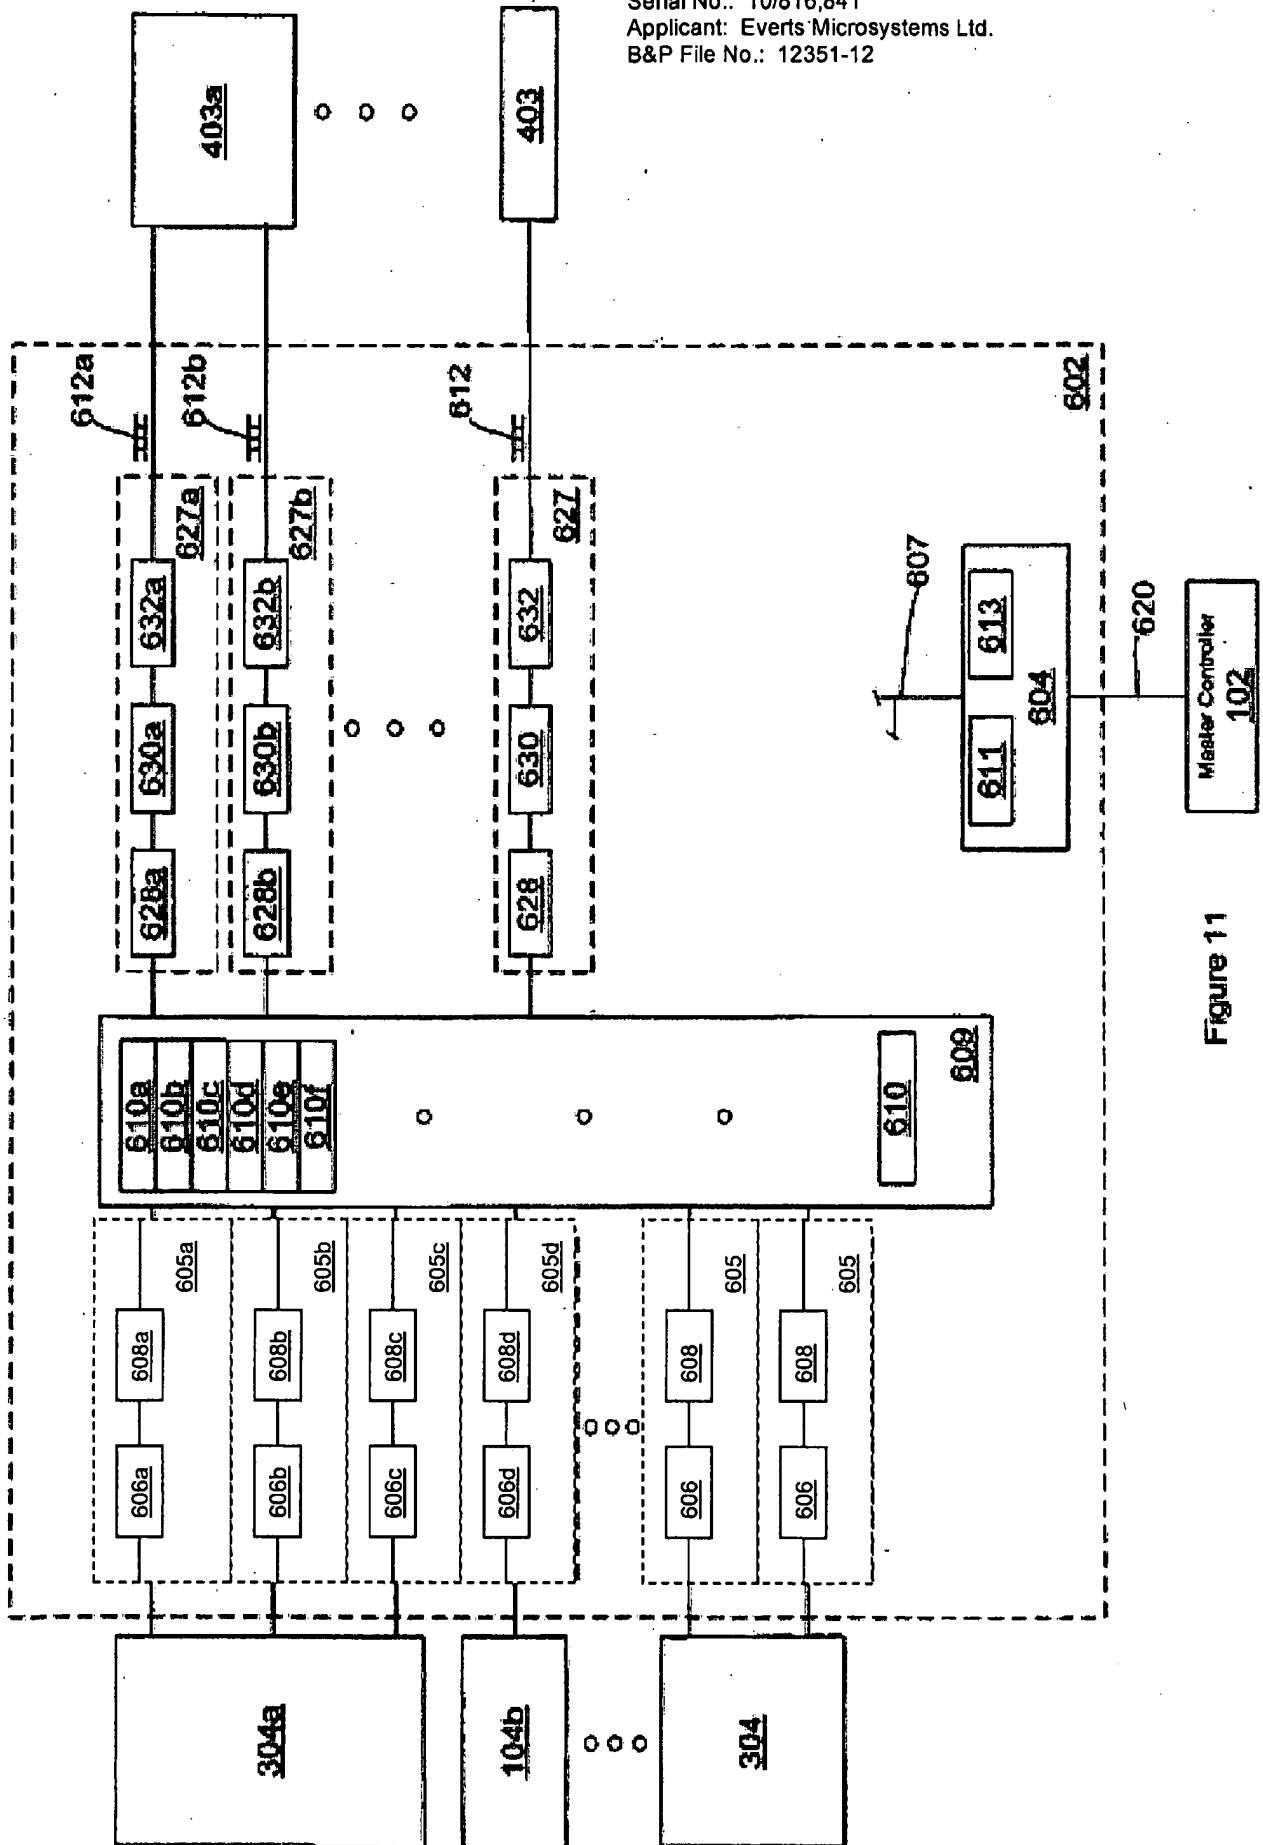 Serial No.: 10/816,841
Applicant: Everts Microsystems Ltd.
B&P File No.: 12351-12
403a
403
612a
612b
612
632a
630a
628a
627a
632b
630b
628b
627b
632
630
628
627
602
607
613
611
604
620
Master Controller
102
610a
610b
610c
610d
610e
610f
610
609
608a
606a
605a
608b
606b
605b
608c
606c
605c
608d
606d
605d
608
606
605
608
606
605
304a
104b
304
Figure 11